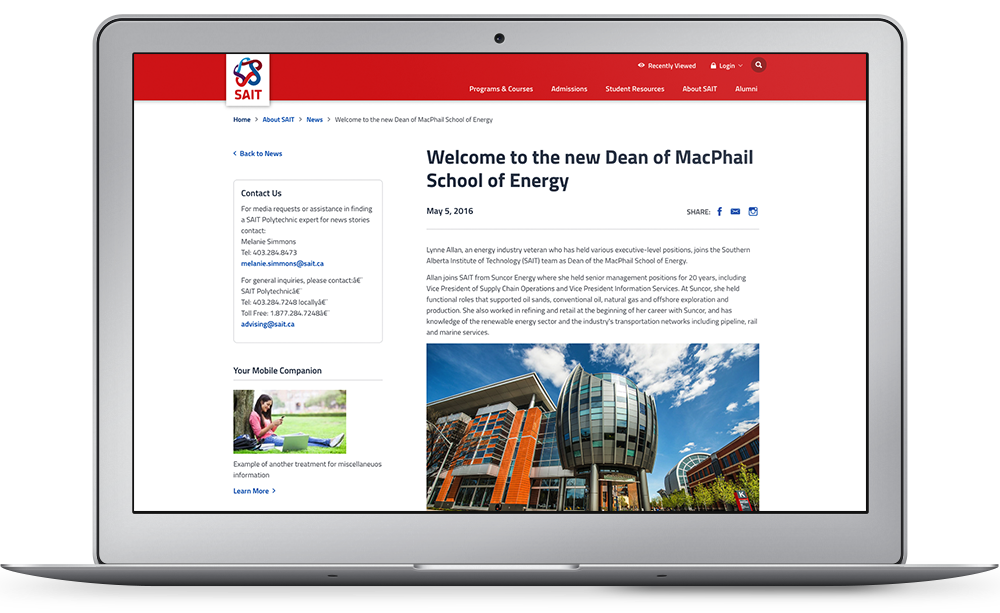 SAIT
Recently Viewed
Login
Programs & Courses
Admissions
Student Resources
About SAIT
Alumni
Home > About SAIT > News > Welcome to the new Dean of MacPhail School of Energy
< Back to News
Contact Us
For media requests or assistance in finding
a SAIT Polytechnic expert for news stories
contact:
Melanie Simmons
Tel: 403.284.8473
melanie.simmons@sait.ca
For general inquiries, please contact:â€¨
SAIT Polytechnicâ€¨
Tel: 403.284.7248 locallyâ€¨
Toll Free: 1.877.284.7248â€¨
advising@sait.ca
Your Mobile Companion
Example of another treatment for miscellaneuos
information
Learn More >
Welcome to the new Dean of MacPhail
School of Energy
May 5, 2016
SHARE:
Lynne Allan, an energy industry veteran who has held various executive-level positions, joins the Southern
Alberta Institute of Technology (SAIT) team as Dean of the MacPhail School of Energy.
Allan joins SAIT from Suncor Energy where she held senior management positions for 20 years, including
Vice President of Supply Chain Operations and Vice President Information Services. At Suncor, she held
functional roles that supported oil sands, conventional oil, natural gas and offshore exploration and
production. She also worked in refining and retail at the beginning of her career with Suncor, and has
knowledge of the renewable energy sector and the industry's transportation networks including pipeline, rail
and marine services.
K